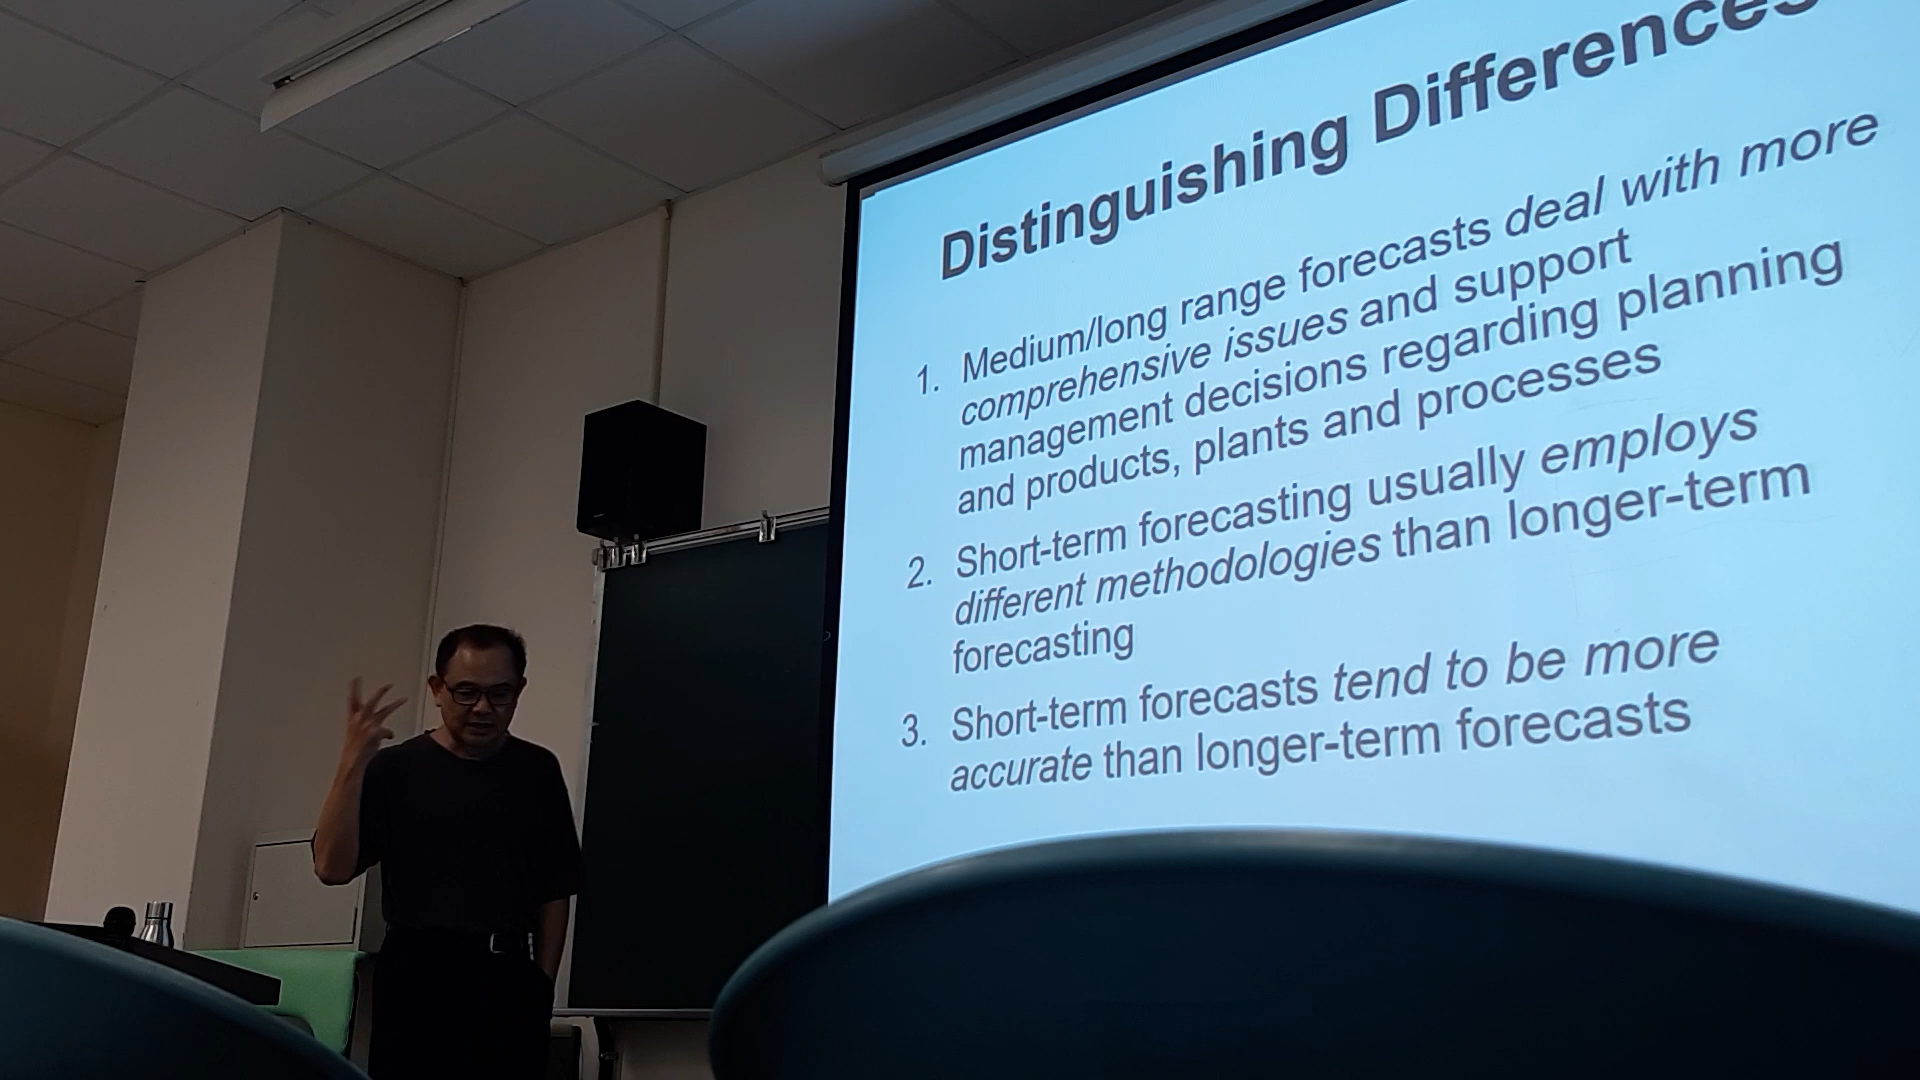 Distinguishing Differences
1. Medium/long range forecasts deal with more
comprehensive issues and support
management decisions regarding planning
and products, plants and processes
2. Short-term forecasting usually employs
different methodologies than longer-term
forecasting
3. Short-term forecasts tend to be more
accurate than longer-term forecasts